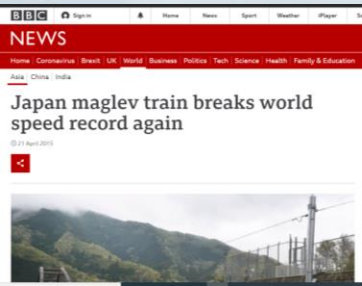 BBC Sign in Home News Sport Weather iPlayer
NEWS
Home Coronavirus Brexit UK World Business Politics Tech Science Health Family & Education
Asia China India
Japan maglev train breaks world
speed record again
21 April 2015